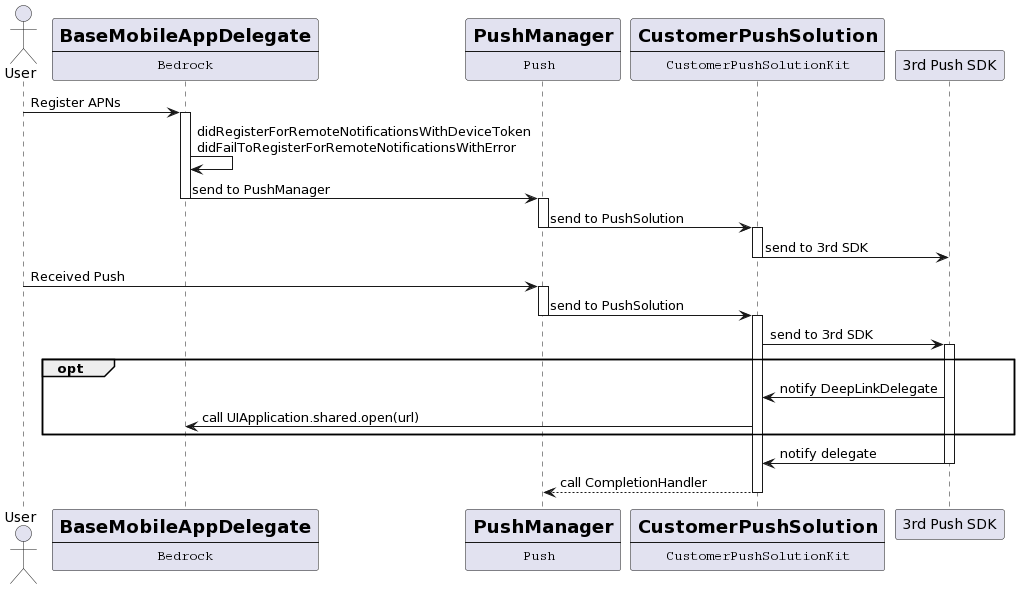 User
BaseMobileAppDelegate
Bedrock
PushManager
Push
CustomerPushSolution
CustomerPushSolutionKit
3rd Push SDK
Register APNs
didRegisterForRemoteNotificationsWithDeviceToken
didFailToRegisterForRemoteNotificationsWithError
send to PushManager
send to PushSolution
send to 3rd SDK
Received Push
send to PushSolution
send to 3rd SDK
opt
notify DeepLinkDelegate
call UIApplication.shared.open(url)
notify delegate
call CompletionHandler
User
BaseMobileAppDelegate
Bedrock
PushManager
Push
CustomerPushSolution
CustomerPushSolutionKit
3rd Push SDK